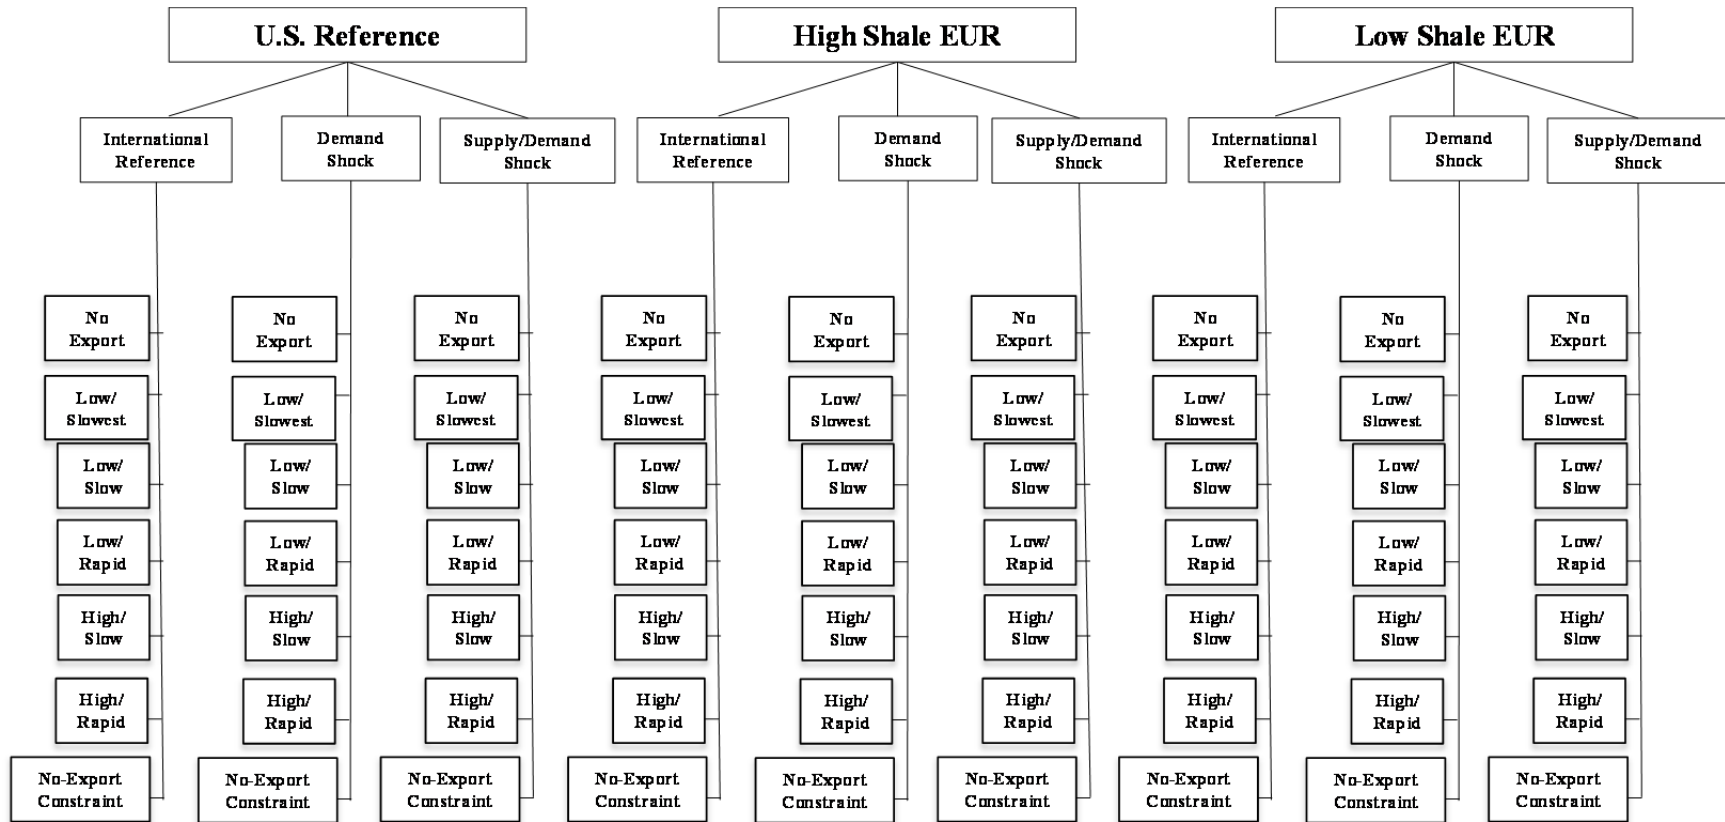 U.S. Reference
High Shale EUR
Low Shale EUR
International
Reference
Demand
Shock
Supply/Demand
Shock
International
Reference
Demand
Shock
Supply/Demand
Shock
International
Reference
Demand
Shock
Supply/Demand
Shock
No
Export
No
Export
No
Export
No
Export
No
Export
No
Export
No
Export
No
Export
No
Export
Low/
Slowest
Low/
Slowest
Low/
Slowest
Low/
Slowest
Low/
Slowest
Low/
Slowest
Low/
Slowest
Low/
Slowest
Low/
Slowest
Low/
Slow
Low/
Slow
Low/
Slow
Low/
Slow
Low/
Slow
Low/
Slow
Low/
Slow
Low/
Slow
Low/
Slow
Low/
Rapid
Low/
Rapid
Low/
Rapid
Low/
Rapid
Low/
Rapid
Low/
Rapid
Low/
Rapid
Low/
Rapid
Low/
Rapid
High/
Slow
High/
Slow
High/
Slow
High/
Slow
High/
Slow
High/
Slow
High/
Slow
High/
Slow
High/
Slow
High/
Rapid
High/
Rapid
High/
Rapid
High/
Rapid
High/
Rapid
High/
Rapid
High/
Rapid
High/
Rapid
High/
Rapid
No-Export
Constraint
No-Export
Constraint
No-Export
Constraint
No-Export
Constraint
No-Export
Constraint
No-Export
Constraint
No-Export
Constraint
No-Export
Constraint
No-Export
Constraint